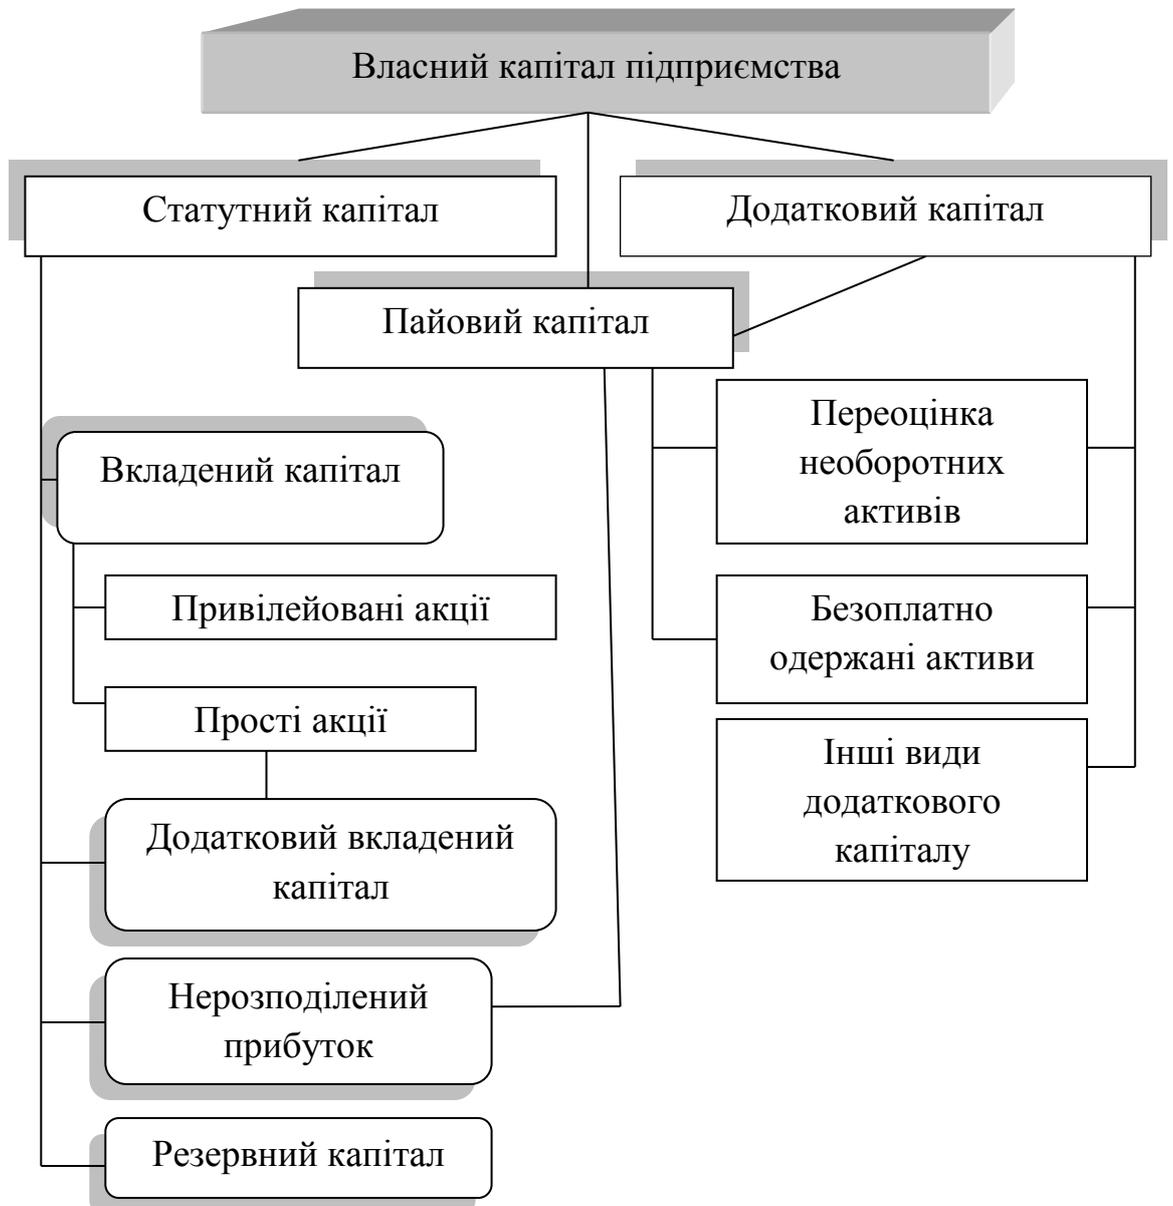 Власний капітал підприємства
Статутний капітал
Додатковий капітал
Пайовий капітал
Вкладений капітал
Привілейовані акції
Прості акції
Додатковий вкладений
капітал
Нерозподілений
прибуток
Резервний капітал
Переоцінка
необоротних
активів
Безоплатно
одержані активи
Інші види
додаткового
капіталу